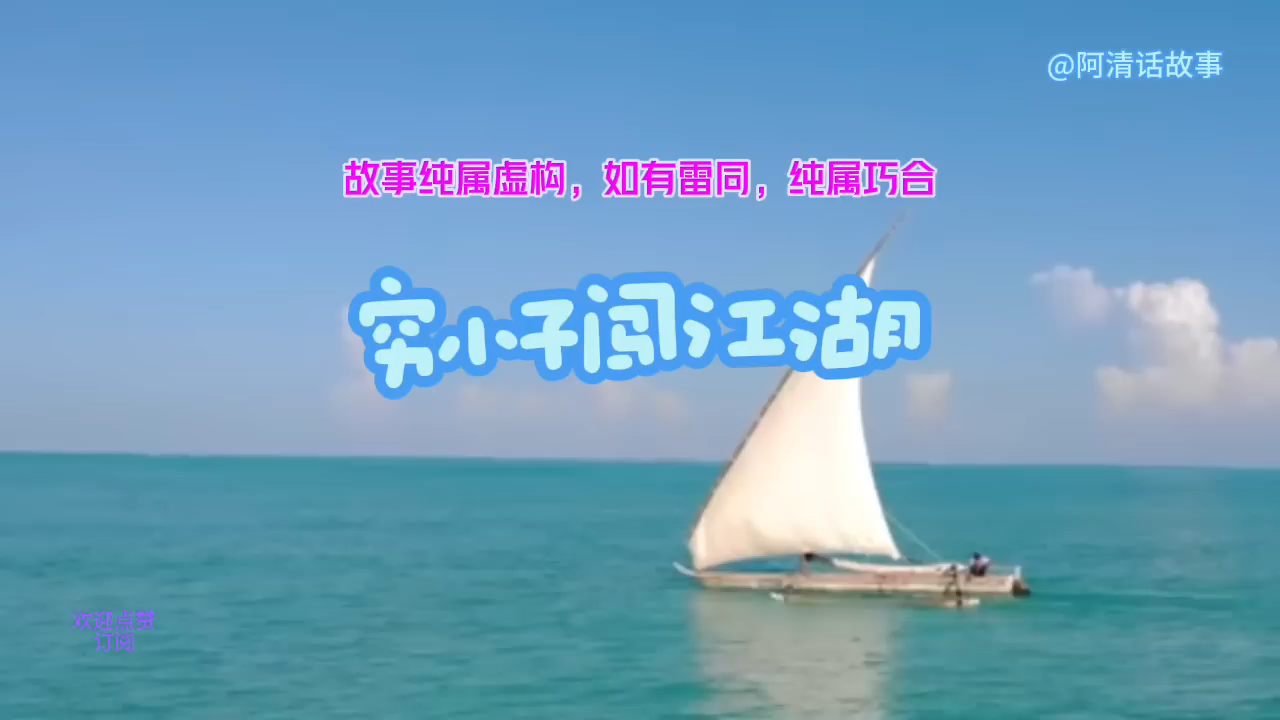 @阿清话故事
故事纯属虚构，如有雷同，纯属巧合
穷小子闯江湖
欢迎点赞
订阅